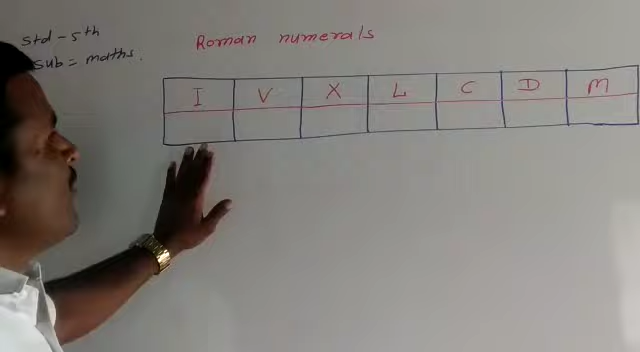 Std - 5th
Sub = maths.
Roman numerals
I V X L C D M